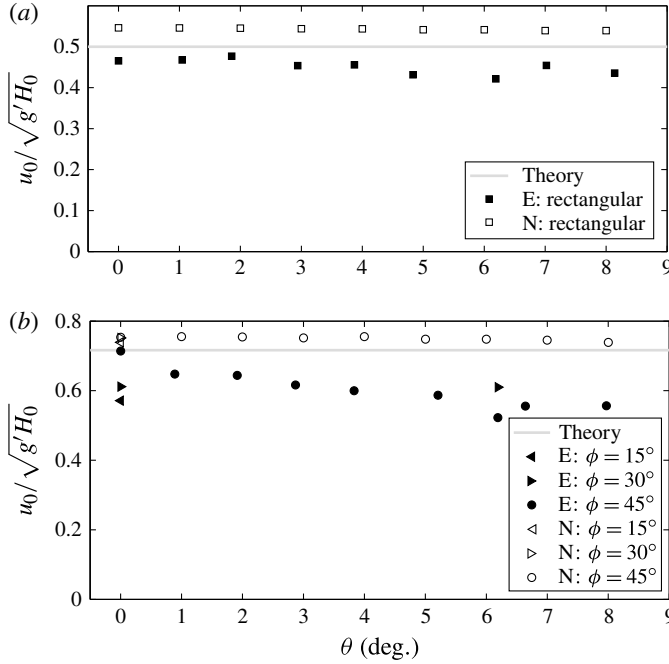 (a)
0.5
0.4
0.3
0.2
0.1
0
u₀/√g′H₀
Theory
E: rectangular
N: rectangular
0 1 2 3 4 5 6 7 8 9
(b)
0.8
0.6
0.4
0.2
0
u₀/√g′H₀
Theory
E: ϕ = 15°
E: ϕ = 30°
E: ϕ = 45°
N: ϕ = 15°
N: ϕ = 30°
N: ϕ = 45°
0 1 2 3 4 5 6 7 8 9
θ (deg.)